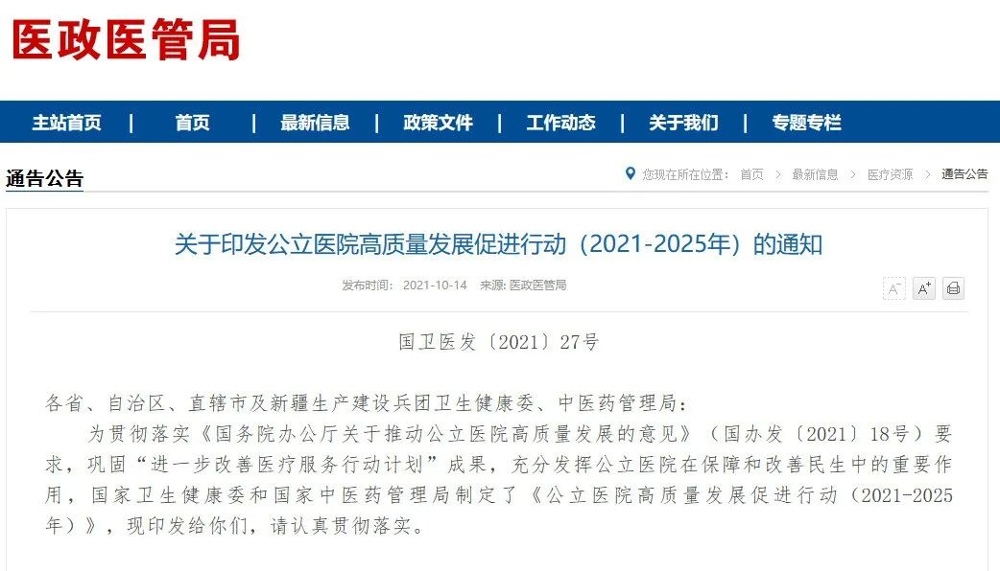 医政医管局
主站首页 | 首页 | 最新信息 | 政策文件 | 工作动态 | 关于我们 | 专题专栏
通告公告
您现在所在位置： 首页 > 最新信息 > 医疗资源 > 通告公告
关于印发公立医院高质量发展促进行动（2021-2025年）的通知
发布时间： 2021-10-14 来源: 医政医管局
A- A+
国卫医发〔2021〕27号
各省、自治区、直辖市及新疆生产建设兵团卫生健康委、中医药管理局：
为贯彻落实《国务院办公厅关于推动公立医院高质量发展的意见》（国办发〔2021〕18号）要
求，巩固“进一步改善医疗服务行动计划”成果，充分发挥公立医院在保障和改善民生中的重要作
用，国家卫生健康委和国家中医药管理局制定了《公立医院高质量发展促进行动（2021-2025
年）》，现印发给你们，请认真贯彻落实。